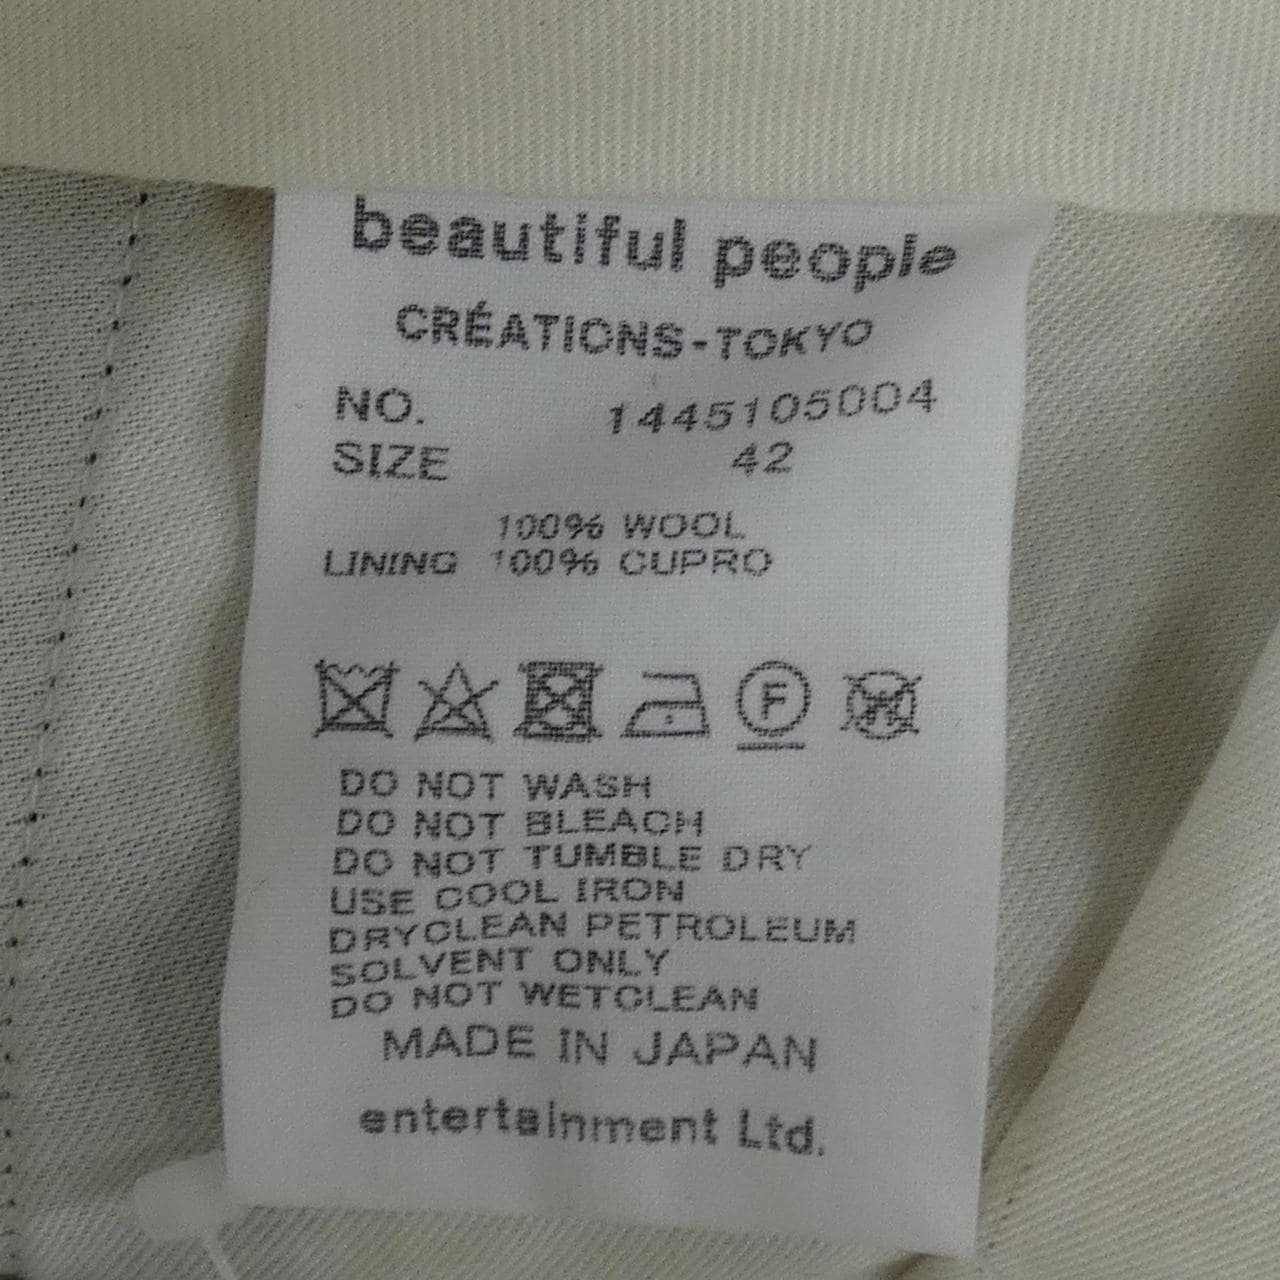 beautiful people
CRÉATIONS-TOKYO
NO. 1445105004
SIZE 42
100% WOOL
LINING 100% CUPRO
F
W
DO NOT WASH
DO NOT BLEACH
DO NOT TUMBLE DRY
USE COOL IRON
DRYCLEAN PETROLEUM
SOLVENT ONLY
DO NOT WETCLEAN
MADE IN JAPAN
entertainment Ltd.